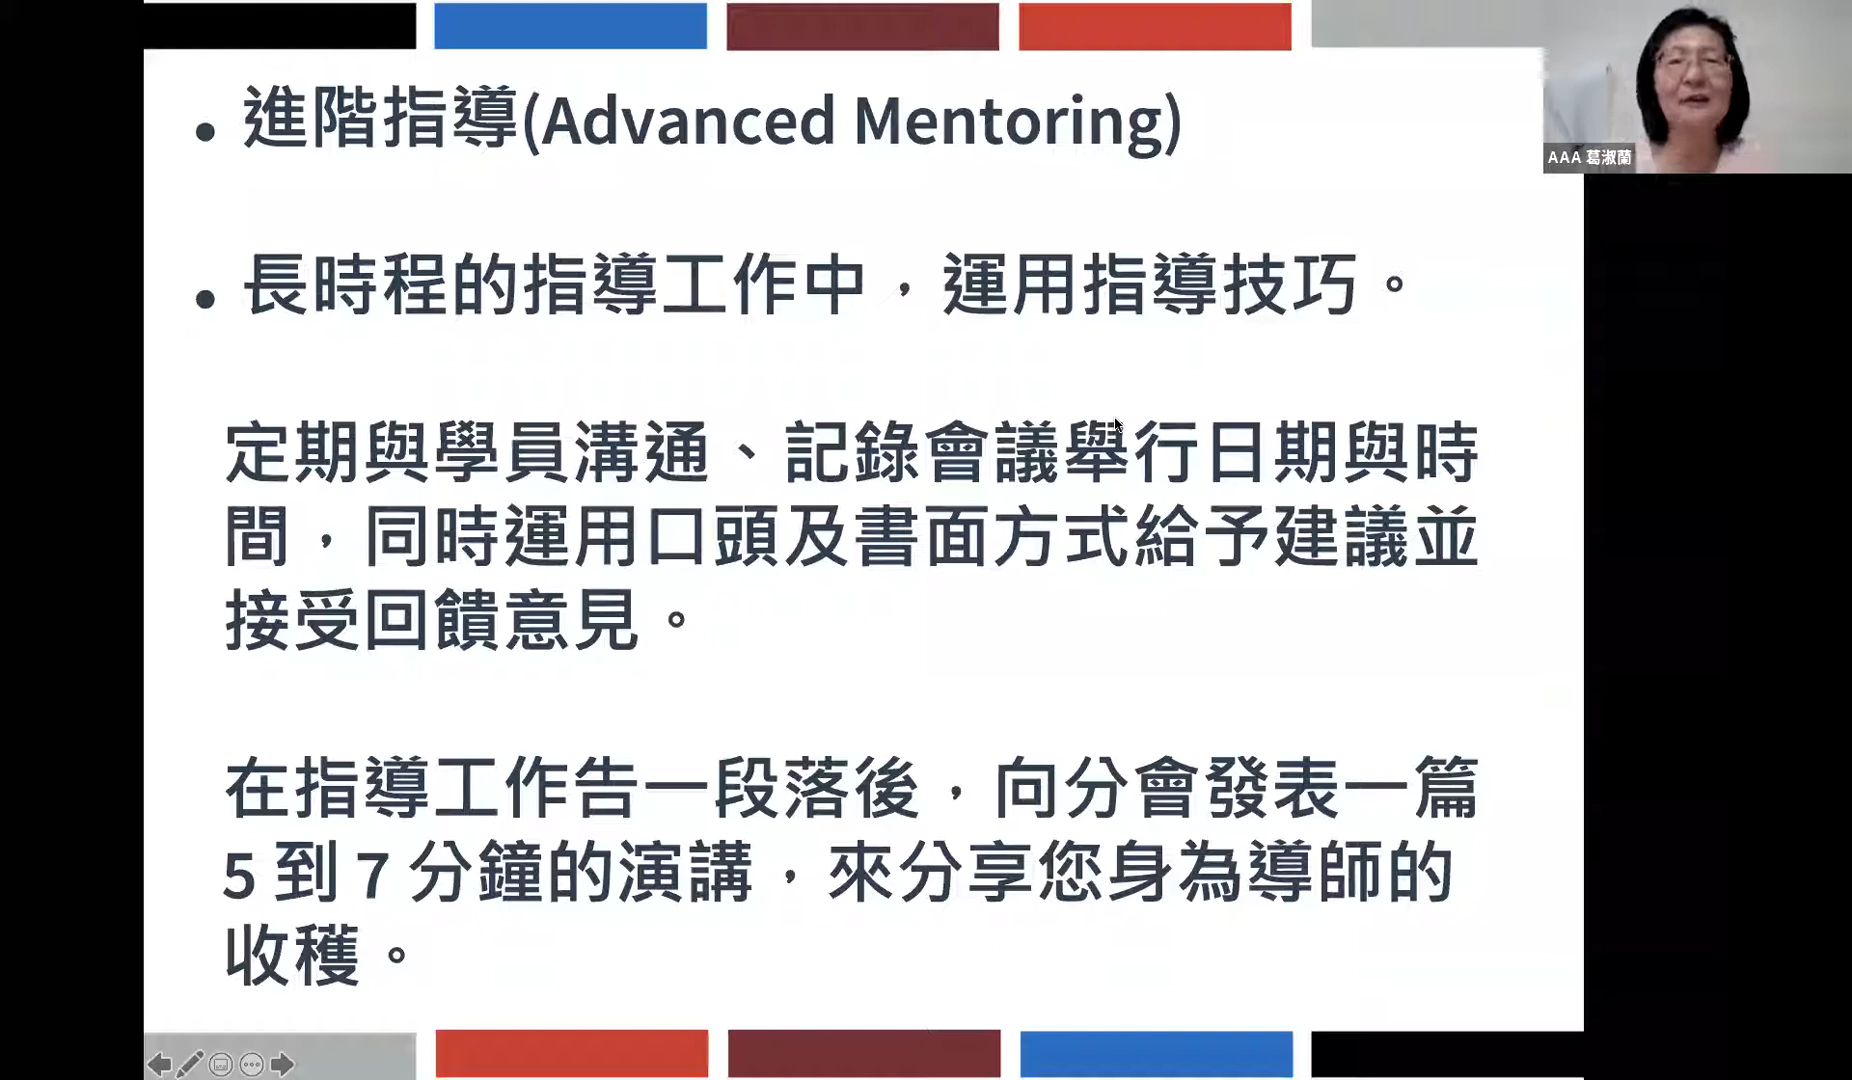 進階指導(Advanced Mentoring)
AAA 葛淑蘭
長時程的指導工作中，運用指導技巧。
定期與學員溝通、記錄會議舉行日期與時
間，同時運用口頭及書面方式給予建議並
接受回饋意見。
在指導工作告一段落後，向分會發表一篇
5 到 7 分鐘的演講，來分享您身為導師的
收穫。